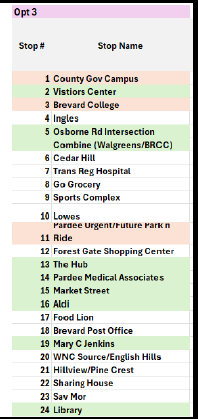 Opt 3
Stop # Stop Name
1 County Gov Campus
2 Vistiors Center
3 Brevard College
4 Ingles
5 Osborne Rd Intersection
Combine (Walgreens/BRCC)
6 Cedar Hill
7 Trans Reg Hospital
8 Go Grocery
9 Sports Complex
10 Lowes
Pardee Urgent/Future Park n
11 Ride
12 Forest Gate Shopping Center
13 The Hub
14 Pardee Medical Associates
15 Market Street
16 Aldi
17 Food Lion
18 Brevard Post Office
19 Mary C Jenkins
20 WNC Source/English Hills
21 Hillview/Pine Crest
22 Sharing House
23 Sav Mor
24 Library